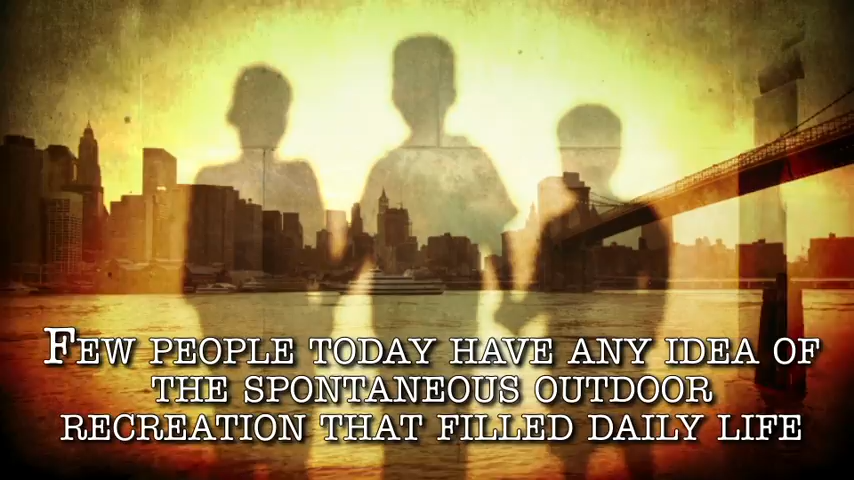 Few people today have any idea of
the spontaneous outdoor
recreation that filled daily life